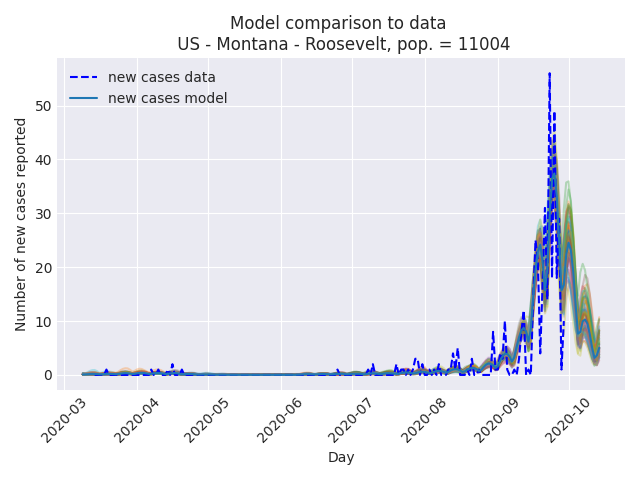 Model comparison to data
US - Montana - Roosevelt, pop. = 11004
new cases data
new cases model
Number of new cases reported
50
40
30
20
10
0
2020-03
2020-04
2020-05
2020-06
2020-07
2020-08
2020-09
2020-10
Day